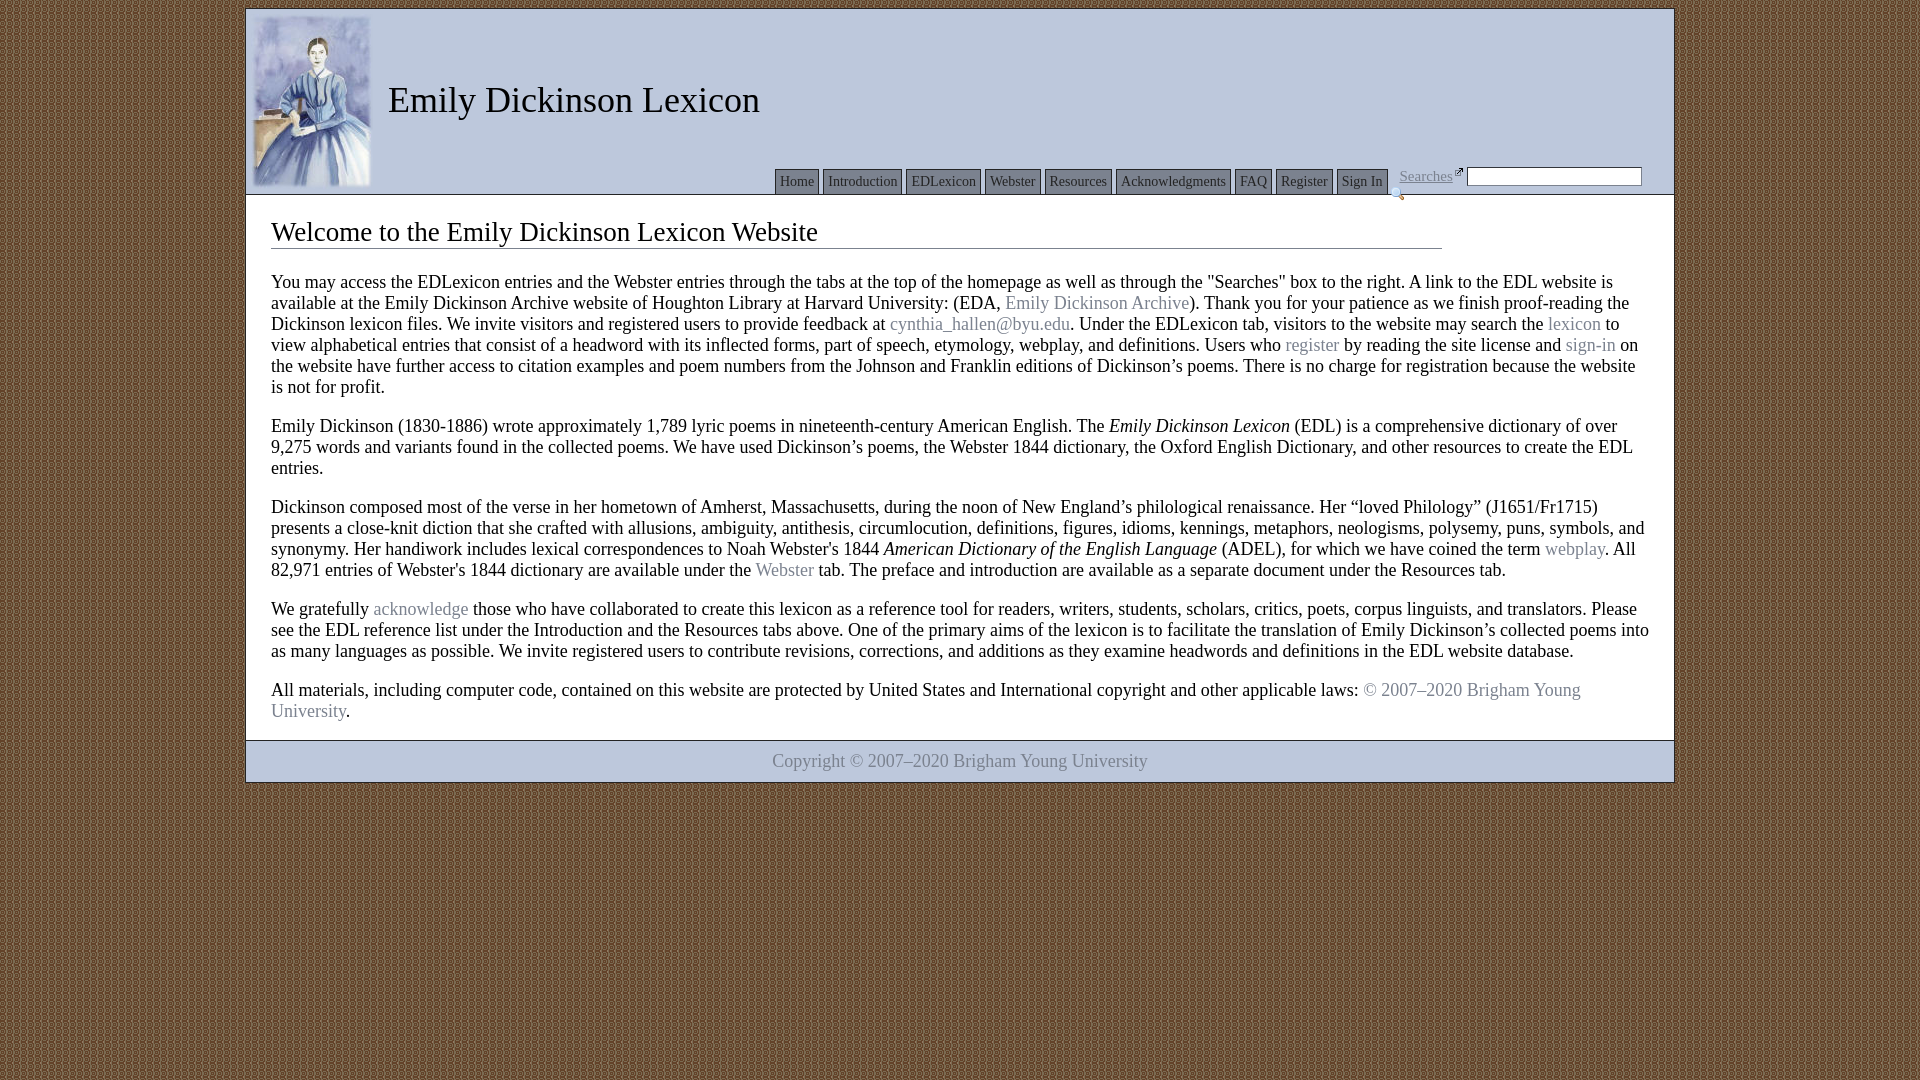 Emily Dickinson Lexicon
Home Introduction EDLexicon Webster Resources Acknowledgments FAQ Register Sign In Searches
Welcome to the Emily Dickinson Lexicon Website
You may access the EDLexicon entries and the Webster entries through the tabs at the top of the homepage as well as through the "Searches" box to the right. A link to the EDL website is
available at the Emily Dickinson Archive website of Houghton Library at Harvard University: (EDA, Emily Dickinson Archive). Thank you for your patience as we finish proof-reading the
Dickinson lexicon files. We invite visitors and registered users to provide feedback at cynthia_hallen@byu.edu. Under the EDLexicon tab, visitors to the website may search the lexicon to
view alphabetical entries that consist of a headword with its inflected forms, part of speech, etymology, webplay, and definitions. Users who register by reading the site license and sign-in on
the website have further access to citation examples and poem numbers from the Johnson and Franklin editions of Dickinson’s poems. There is no charge for registration because the website
is not for profit.
Emily Dickinson (1830-1886) wrote approximately 1,789 lyric poems in nineteenth-century American English. The Emily Dickinson Lexicon (EDL) is a comprehensive dictionary of over
9,275 words and variants found in the collected poems. We have used Dickinson’s poems, the Webster 1844 dictionary, the Oxford English Dictionary, and other resources to create the EDL
entries.
Dickinson composed most of the verse in her hometown of Amherst, Massachusetts, during the noon of New England’s philological renaissance. Her “loved Philology” (J1651/Fr1715)
presents a close-knit diction that she crafted with allusions, ambiguity, antithesis, circumlocution, definitions, figures, idioms, kennings, metaphors, neologisms, polysemy, puns, symbols, and
synonymy. Her handiwork includes lexical correspondences to Noah Webster's 1844 American Dictionary of the English Language (ADEL), for which we have coined the term webplay. All
82,971 entries of Webster's 1844 dictionary are available under the Webster tab. The preface and introduction are available as a separate document under the Resources tab.
We gratefully acknowledge those who have collaborated to create this lexicon as a reference tool for readers, writers, students, scholars, critics, poets, corpus linguists, and translators. Please
see the EDL reference list under the Introduction and the Resources tabs above. One of the primary aims of the lexicon is to facilitate the translation of Emily Dickinson’s collected poems into
as many languages as possible. We invite registered users to contribute revisions, corrections, and additions as they examine headwords and definitions in the EDL website database.
All materials, including computer code, contained on this website are protected by United States and International copyright and other applicable laws: © 2007–2020 Brigham Young
University.
Copyright © 2007–2020 Brigham Young University